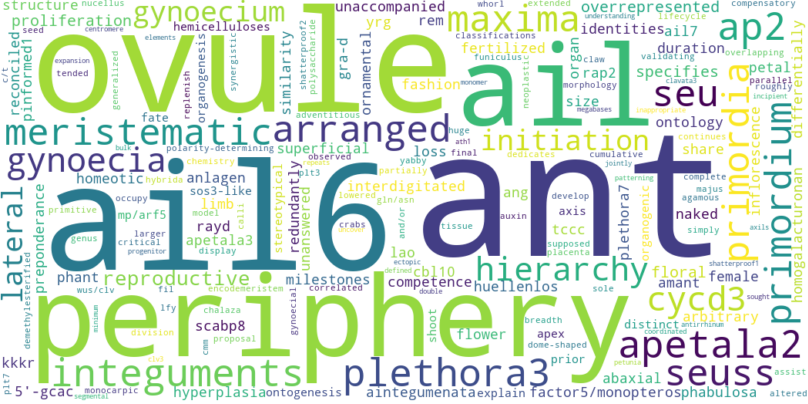 structure
nucellus
proliferation
gynoecium
whorl
extended
understanding
lifecycle
compensatory
unaccompanied
yrg
rem
maxima
classifications
overrepresented
identities
ail7
ap2
differentially
overlapping
seed
centromere
elements
hemicelluloses
reconciled
pinformed1
c/t
expansion
tended
generalized
replenish
organogenesis
synergistic
ovule
similarity
gra-d
shatterproof2
polysaccharide
adventitious
ornamental
fashion
funiculus
fertilized
organ
rap2
duration
claw
morphology
validating
petal
parallel
roughly
incipient
specifies
size
neoplastic
clavata3
monomer
ail
seu
megabases
jointly
patterning
fate
polarity-determining
meristematic
arranged
initiation
ontology
share
continues
dedicates
primordia
inflorescence
primordium
homogalacturonan
gynoecia
superficial
chemistry
observed
loss
yabby
final
ath1
huge
cumulative
homeotic
anlagen
hybrida
sos3-like
calli
plt3
partially
interdigitated
lowered
gln/asn
and/or
ang
auxin
develop
complete
majus
agamous
occupy
limb
stereotypical
redundantly
unanswered
crabs
tissue
axis
tccc
supposed
placenta
plethora7
organogenic
naked
simply
axils
lateral
preponderance
primitive
mp/arf5
model
genus
larger
critical
progenitor
rayd
apetala3
display
ail6
ant
ectopic
defined
double
lao
cbl10
competence
hierarchy
floral
female
shatterproof1
sole
amant
sought
demethylesterified
phant
reproductive
wus/clv
fil
encodemeristem
milestones
correlated
huellenlos
cycd3
arbitrary
minimum
lfy
chalaza
scabp8
gynoecial
periphery
shoot
flower
breadth
apex
dome-shaped
distinct
coordinated
antirrhinum
apetala2
division
cmm
proposal
clv3
prior
abaxial
petunia
kkkr
plt7
integuments
plethora3
seuss
assist
altered
5'-gcac
monocarpic
segmental
bulk
hyperplasia
ontogenesis
aintegumenata
explain
factor5/monopteros
phabulosa